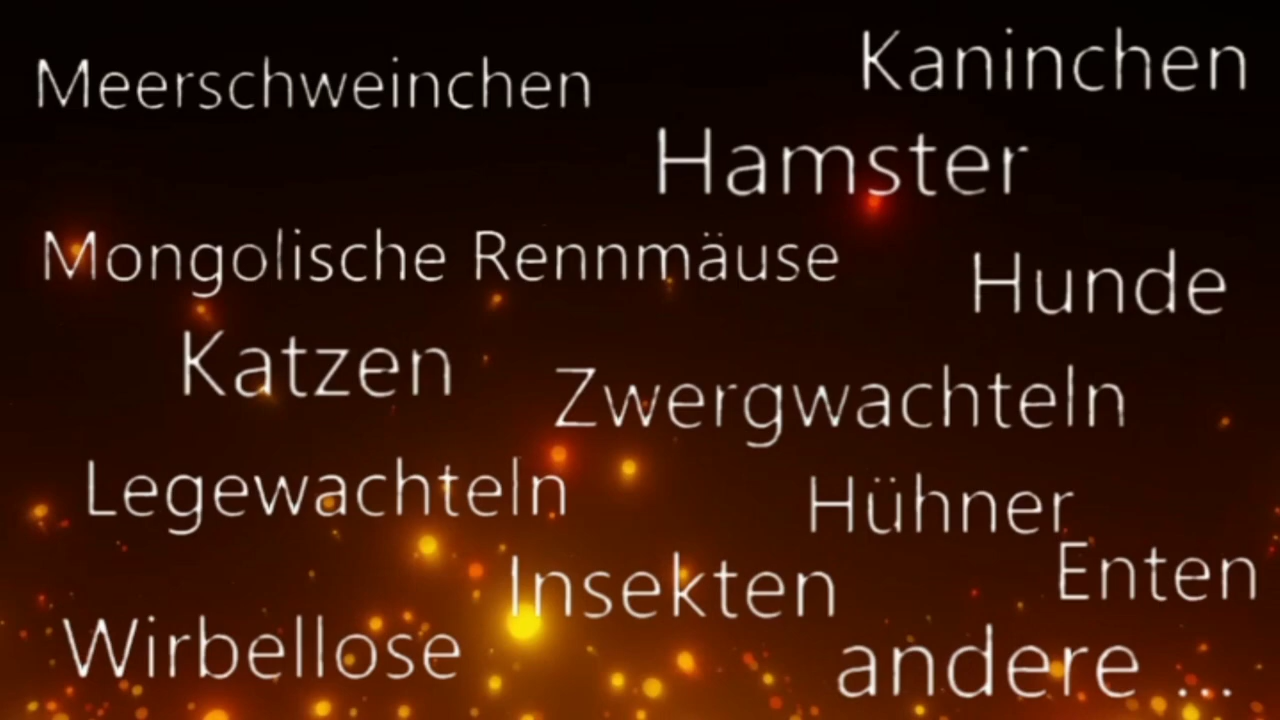 Meerschweinchen
Kaninchen
Hamster
Mongolische Rennmäuse
Hunde
Katzen
Zwergwachteln
Legewachteln
Hühner
Enten
Insekten
Wirbellose
andere ...